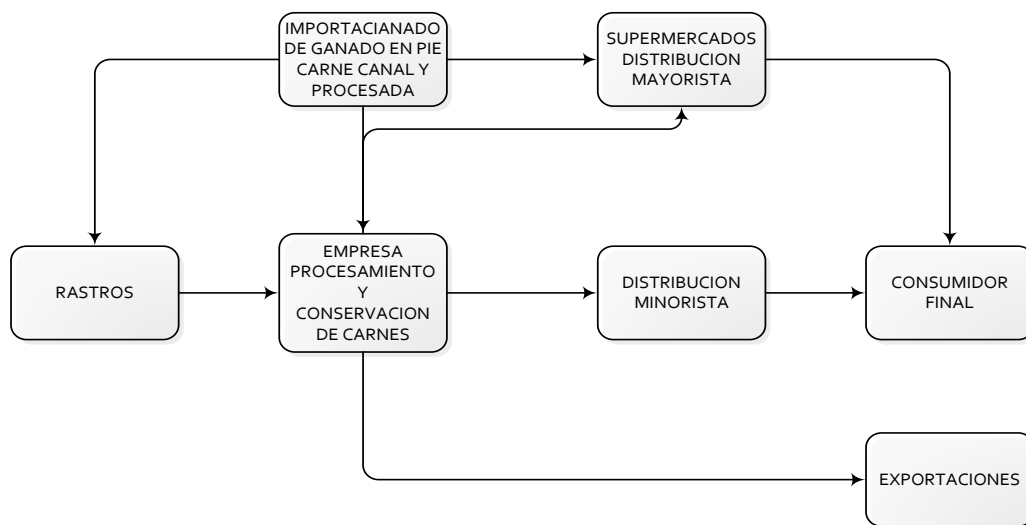 IMPORTACIANADO
DE GANADO EN PIE
CARNE CANAL Y
PROCESADA
SUPERMERCADOS
DISTRIBUCION
MAYORISTA
RASTROS
EMPRESA
PROCESAMIENTO
Y
CONSERVACION
DE CARNES
DISTRIBUCION
MINORISTA
CONSUMIDOR
FINAL
EXPORTACIONES